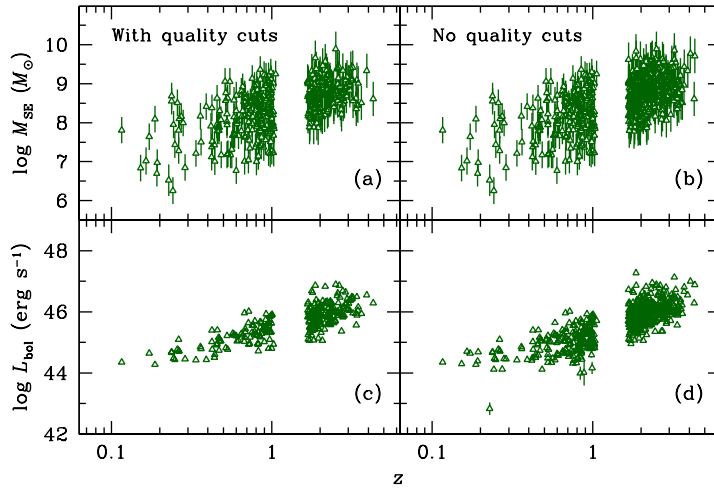 With quality cuts
No quality cuts
log M_SE (M_⊙)
10
9
8
7
6
(a)
(b)
log L_bol (erg s⁻¹)
48
46
44
42
(c)
(d)
0.1
1
0.1
1
z